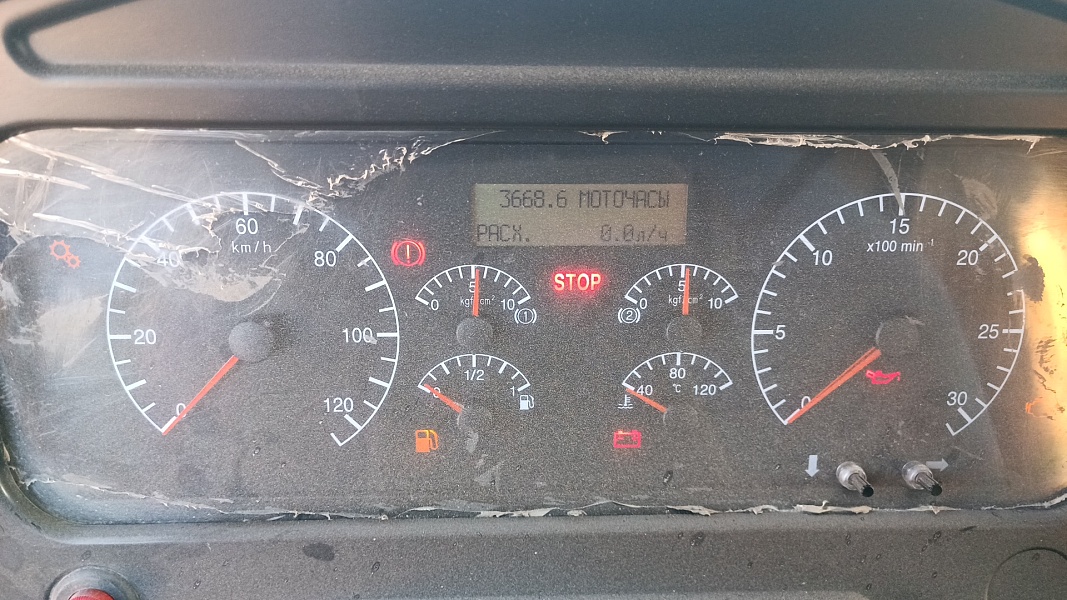 3668.6 МОТОЧАСЫ
РАСХ. 0.0л/ч
STOP
0 20 40 60 80 100 120
km/h
0 5 10
kgf/cm²
(1)
0 5 10
kgf/cm²
(2)
0 1/2 1
40 80 120
°C
0 5 10 15 20 25 30
x100 min⁻¹